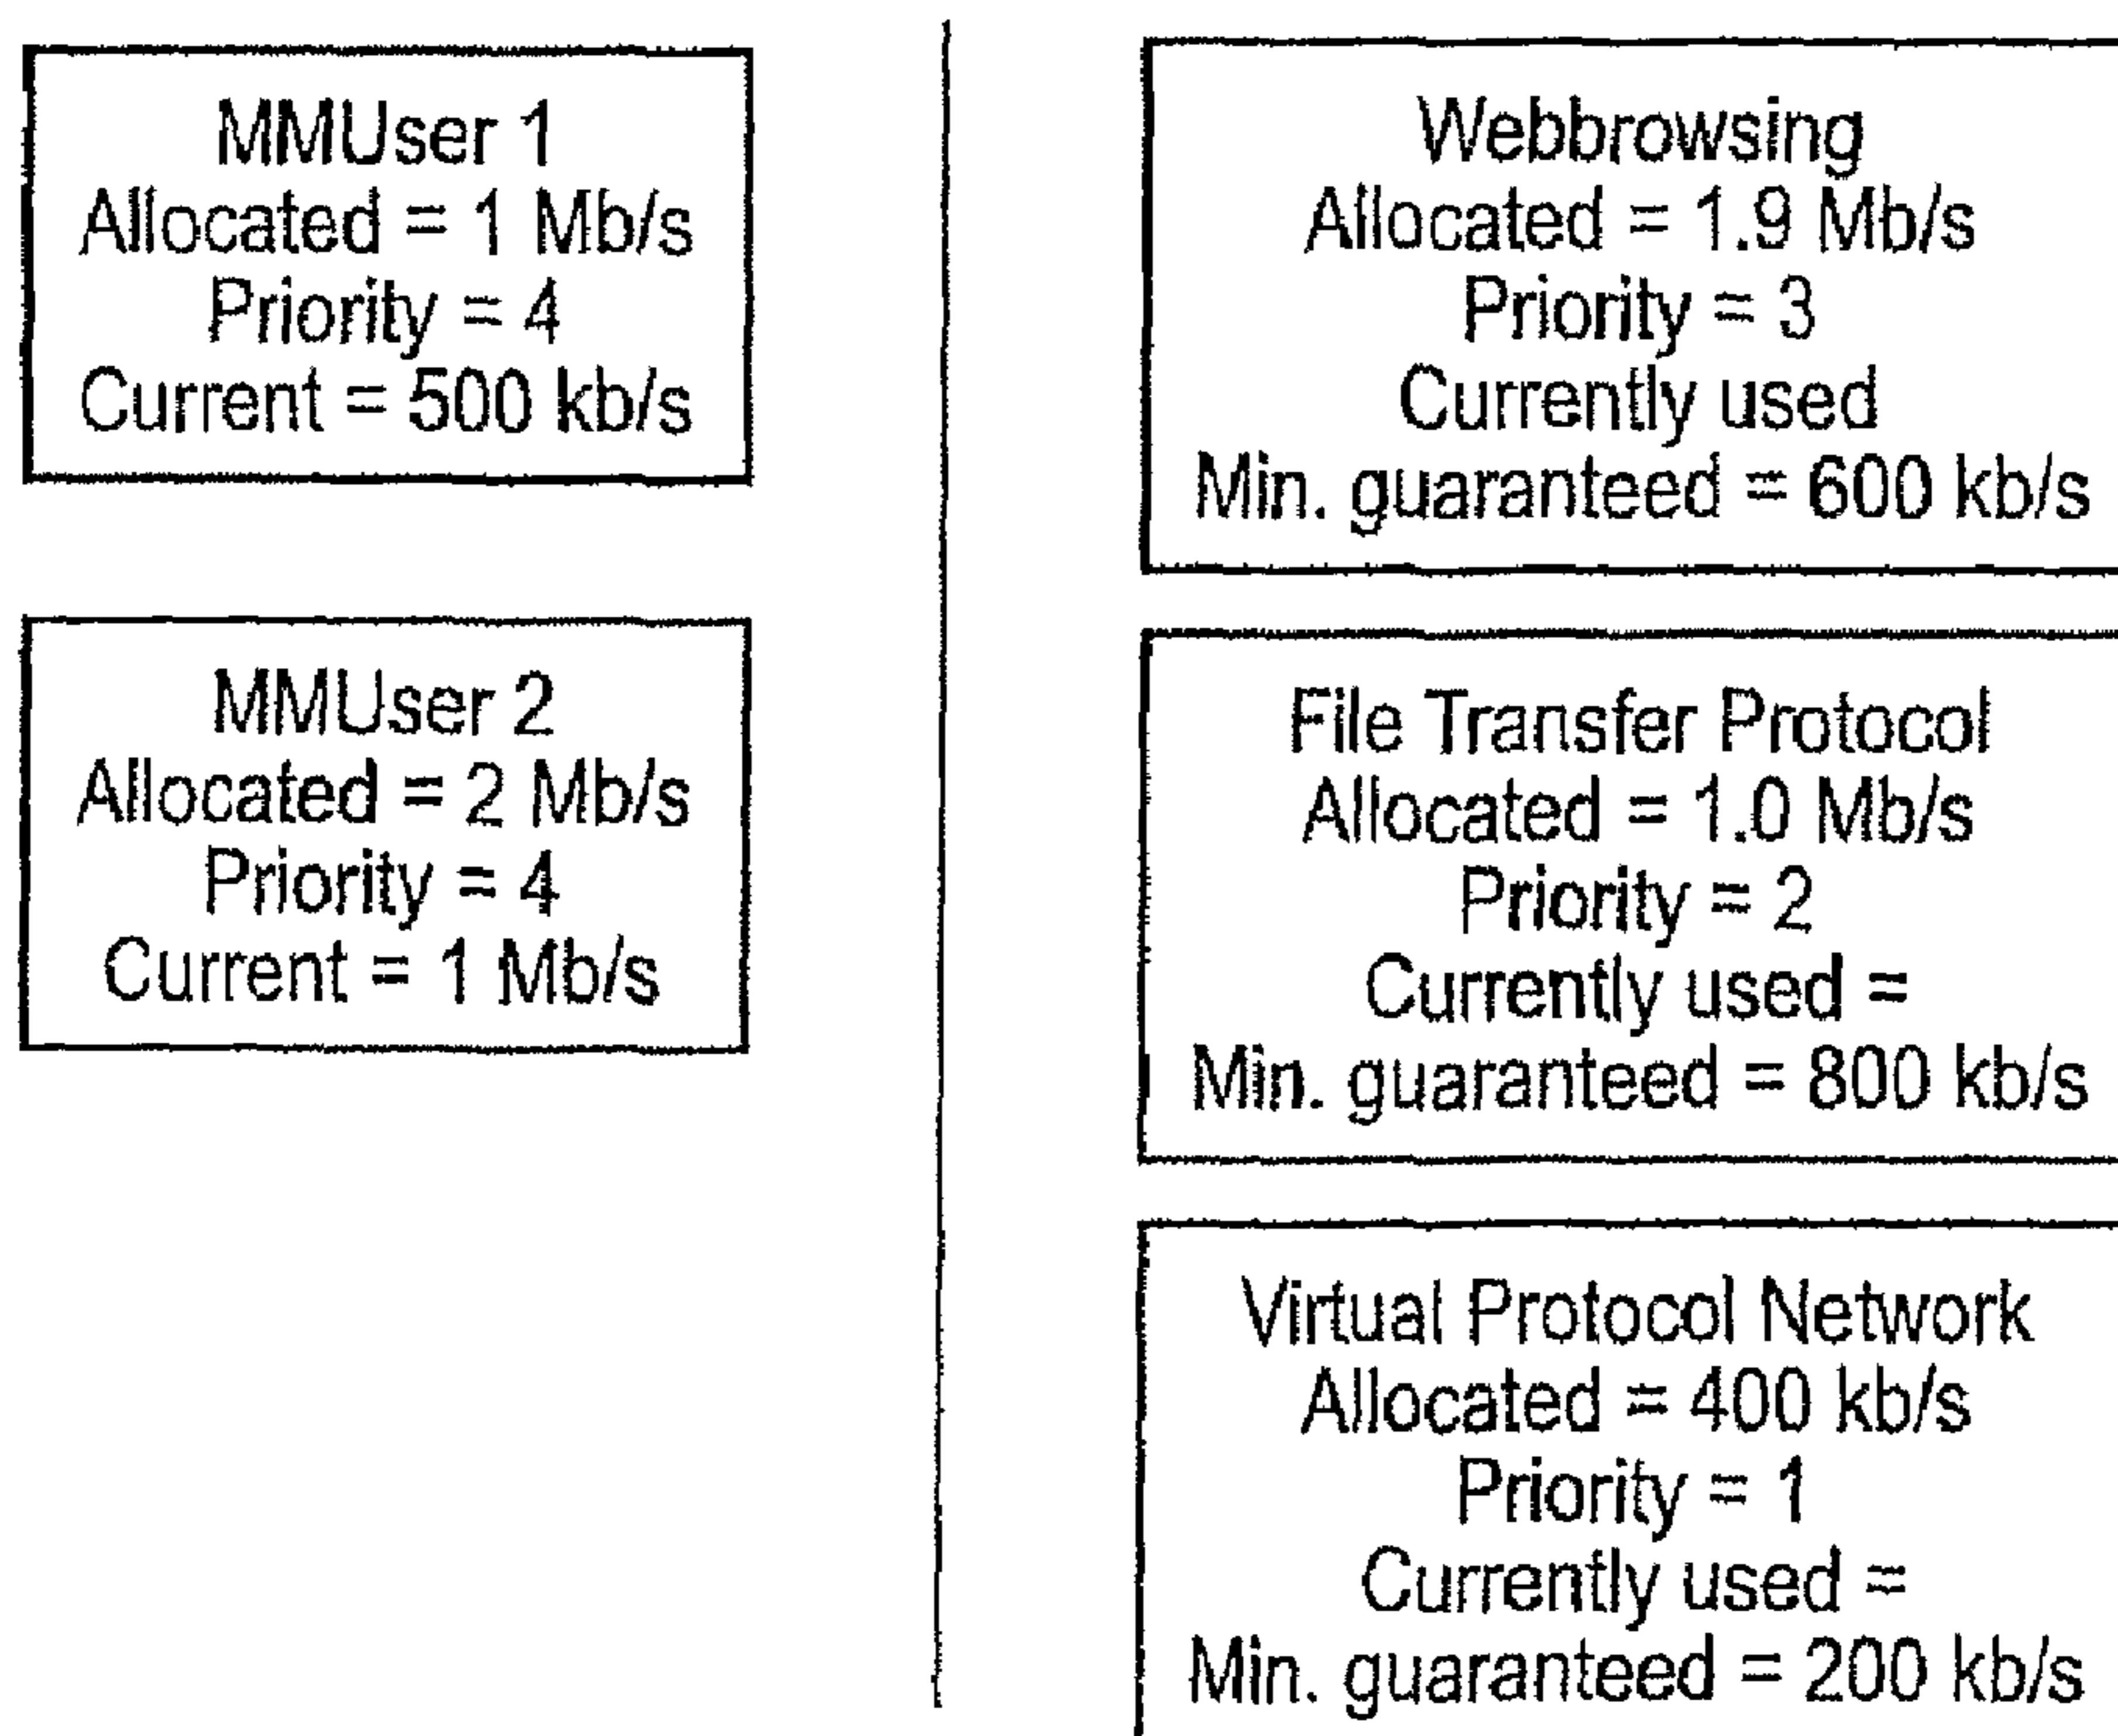 MMUser 1
Allocated = 1 Mb/s
Priority = 4
Current = 500 kb/s
MMUser 2
Allocated = 2 Mb/s
Priority = 4
Current = 1 Mb/s
Webbrowsing
Allocated = 1.9 Mb/s
Priority = 3
Currently used
Min. guaranteed = 600 kb/s
File Transfer Protocol
Allocated = 1.0 Mb/s
Priority = 2
Currently used =
Min. guaranteed = 800 kb/s
Virtual Protocol Network
Allocated = 400 kb/s
Priority = 1
Currently used =
Min. guaranteed = 200 kb/s